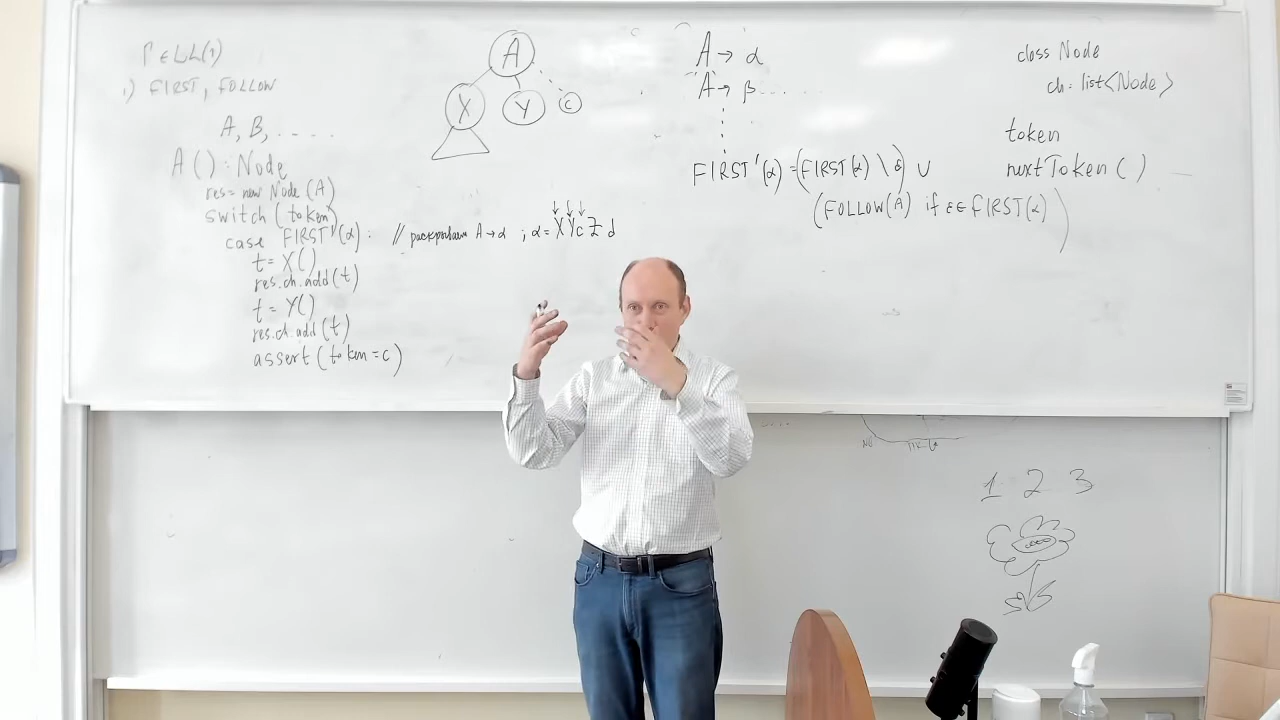 Γ ∈ LL(1)
1) FIRST, FOLLOW
A, B, ....
A() : Node
res = new Node (A)
switch (token)
case FIRST'(α): // раскрываем A → α ; α = X Y c Z d
t = X()
res.ch.add(t)
t = Y()
res.ch.add(t)
assert (token = c)
A
X Y c
A → α
A → β .....
FIRST'(α) = (FIRST(α) \ ε) ∪
(FOLLOW(A) if ε ∈ FIRST(α))
class Node
ch: list<Node>
token
nextToken()
1 2 3